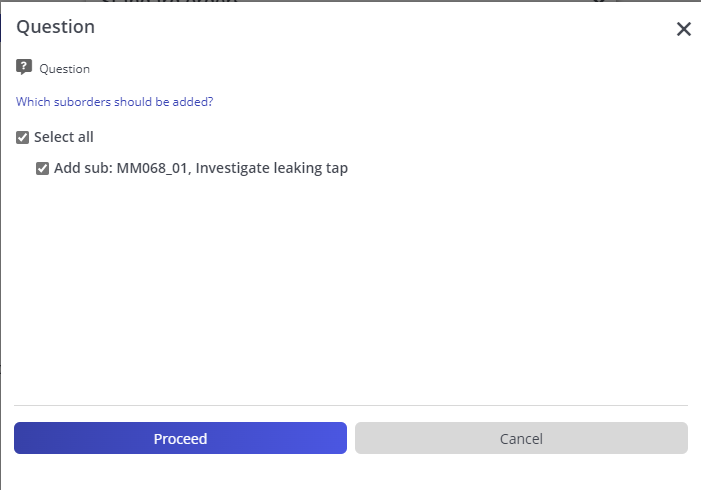 Question
Question
Which suborders should be added?
Select all
Add sub: MM068_01, Investigate leaking tap
Proceed
Cancel